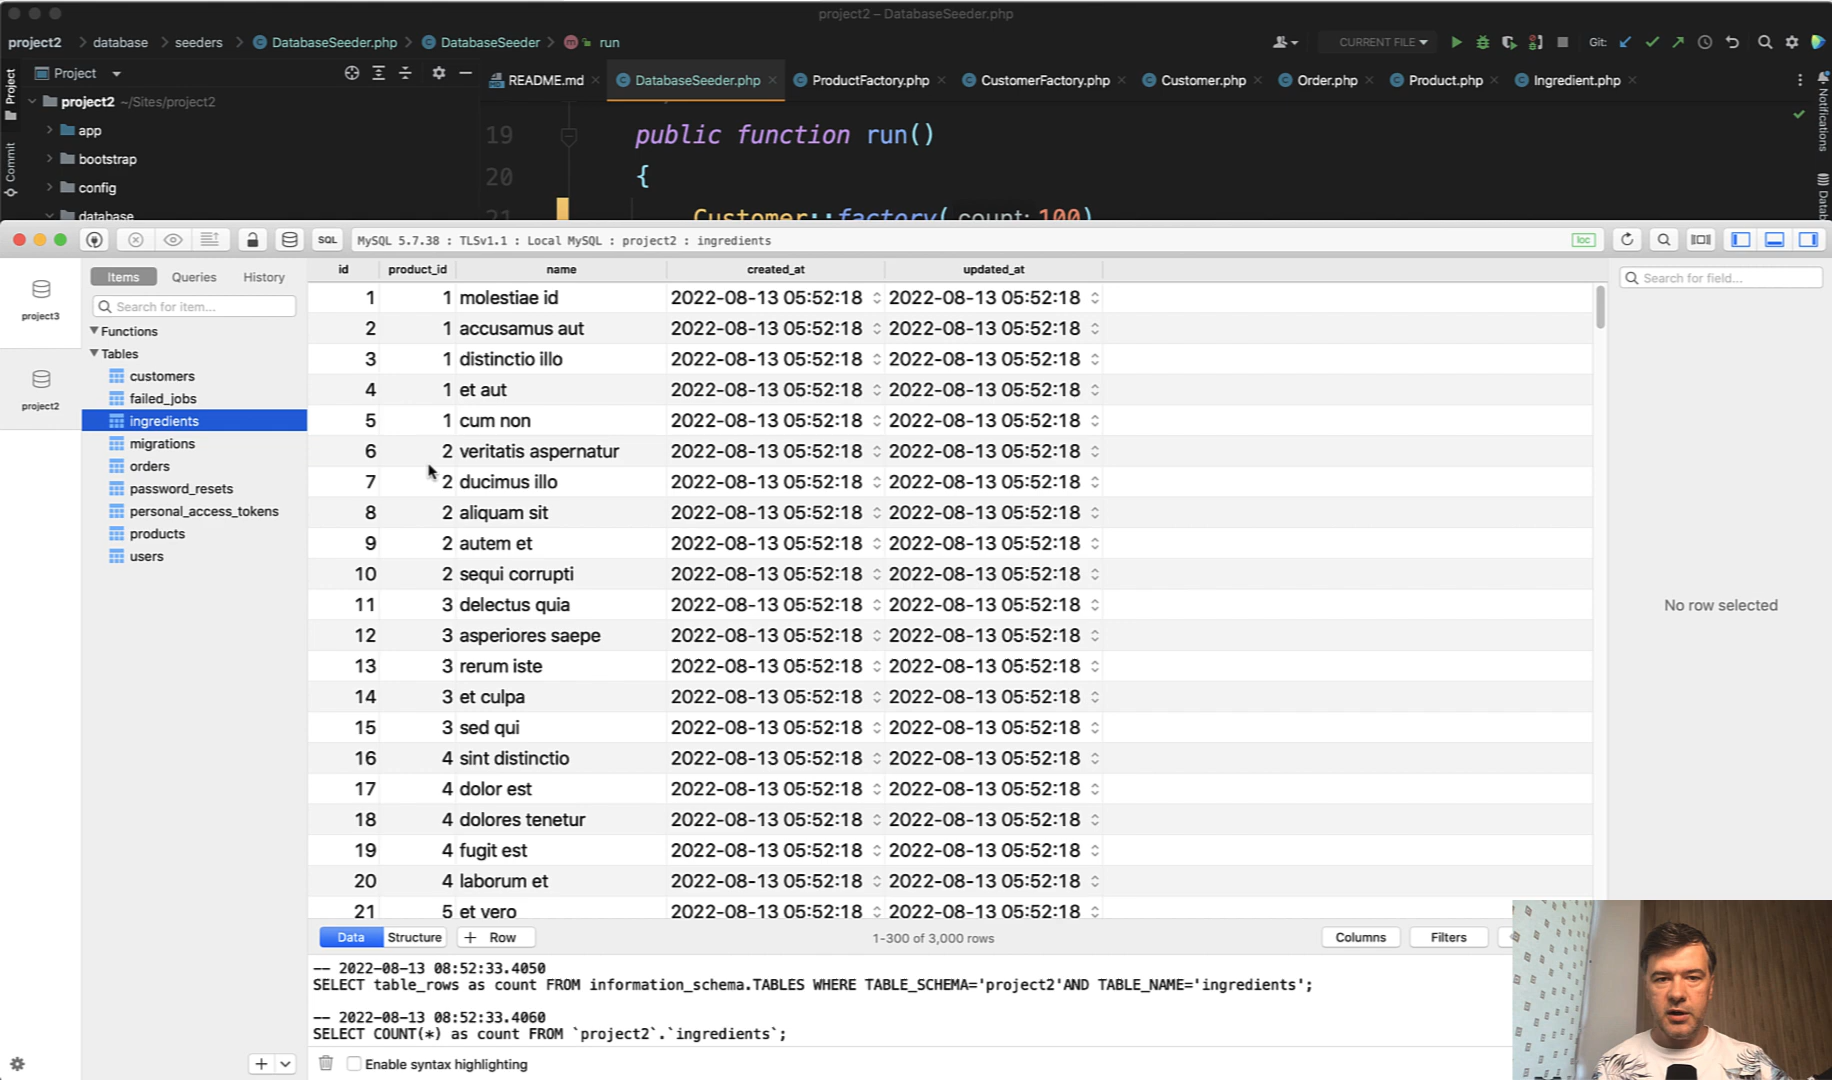 project2 – DatabaseSeeder.php
project2 database seeders DatabaseSeeder.php DatabaseSeeder run
CURRENT FILE Git:
Project
Project
Commit
Notifications
README.md DatabaseSeeder.php ProductFactory.php CustomerFactory.php Customer.php Order.php Product.php Ingredient.php
project2 ~/Sites/project2
app
bootstrap
config
database
19 public function run()
20 {
21 Customer::factory( count: 100)
SQL MySQL 5.7.38 : TLSv1.1 : Local MySQL : project2 : ingredients loc
project3
project2
Items Queries History
Search for item...
Functions
Tables
customers
failed_jobs
ingredients
migrations
orders
password_resets
personal_access_tokens
products
users
id product_id name created_at updated_at
1 1 molestiae id 2022-08-13 05:52:18 2022-08-13 05:52:18
2 1 accusamus aut 2022-08-13 05:52:18 2022-08-13 05:52:18
3 1 distinctio illo 2022-08-13 05:52:18 2022-08-13 05:52:18
4 1 et aut 2022-08-13 05:52:18 2022-08-13 05:52:18
5 1 cum non 2022-08-13 05:52:18 2022-08-13 05:52:18
6 2 veritatis aspernatur 2022-08-13 05:52:18 2022-08-13 05:52:18
7 2 ducimus illo 2022-08-13 05:52:18 2022-08-13 05:52:18
8 2 aliquam sit 2022-08-13 05:52:18 2022-08-13 05:52:18
9 2 autem et 2022-08-13 05:52:18 2022-08-13 05:52:18
10 2 sequi corrupti 2022-08-13 05:52:18 2022-08-13 05:52:18
11 3 delectus quia 2022-08-13 05:52:18 2022-08-13 05:52:18
12 3 asperiores saepe 2022-08-13 05:52:18 2022-08-13 05:52:18
13 3 rerum iste 2022-08-13 05:52:18 2022-08-13 05:52:18
14 3 et culpa 2022-08-13 05:52:18 2022-08-13 05:52:18
15 3 sed qui 2022-08-13 05:52:18 2022-08-13 05:52:18
16 4 sint distinctio 2022-08-13 05:52:18 2022-08-13 05:52:18
17 4 dolor est 2022-08-13 05:52:18 2022-08-13 05:52:18
18 4 dolores tenetur 2022-08-13 05:52:18 2022-08-13 05:52:18
19 4 fugit est 2022-08-13 05:52:18 2022-08-13 05:52:18
20 4 laborum et 2022-08-13 05:52:18 2022-08-13 05:52:18
21 5 et vero 2022-08-13 05:52:18 2022-08-13 05:52:18
Search for field...
No row selected
Data Structure + Row 1-300 of 3,000 rows Columns Filters
-- 2022-08-13 08:52:33.4050
SELECT table_rows as count FROM information_schema.TABLES WHERE TABLE_SCHEMA='project2'AND TABLE_NAME='ingredients';
-- 2022-08-13 08:52:33.4060
SELECT COUNT(*) as count FROM `project2`.`ingredients`;
Enable syntax highlighting